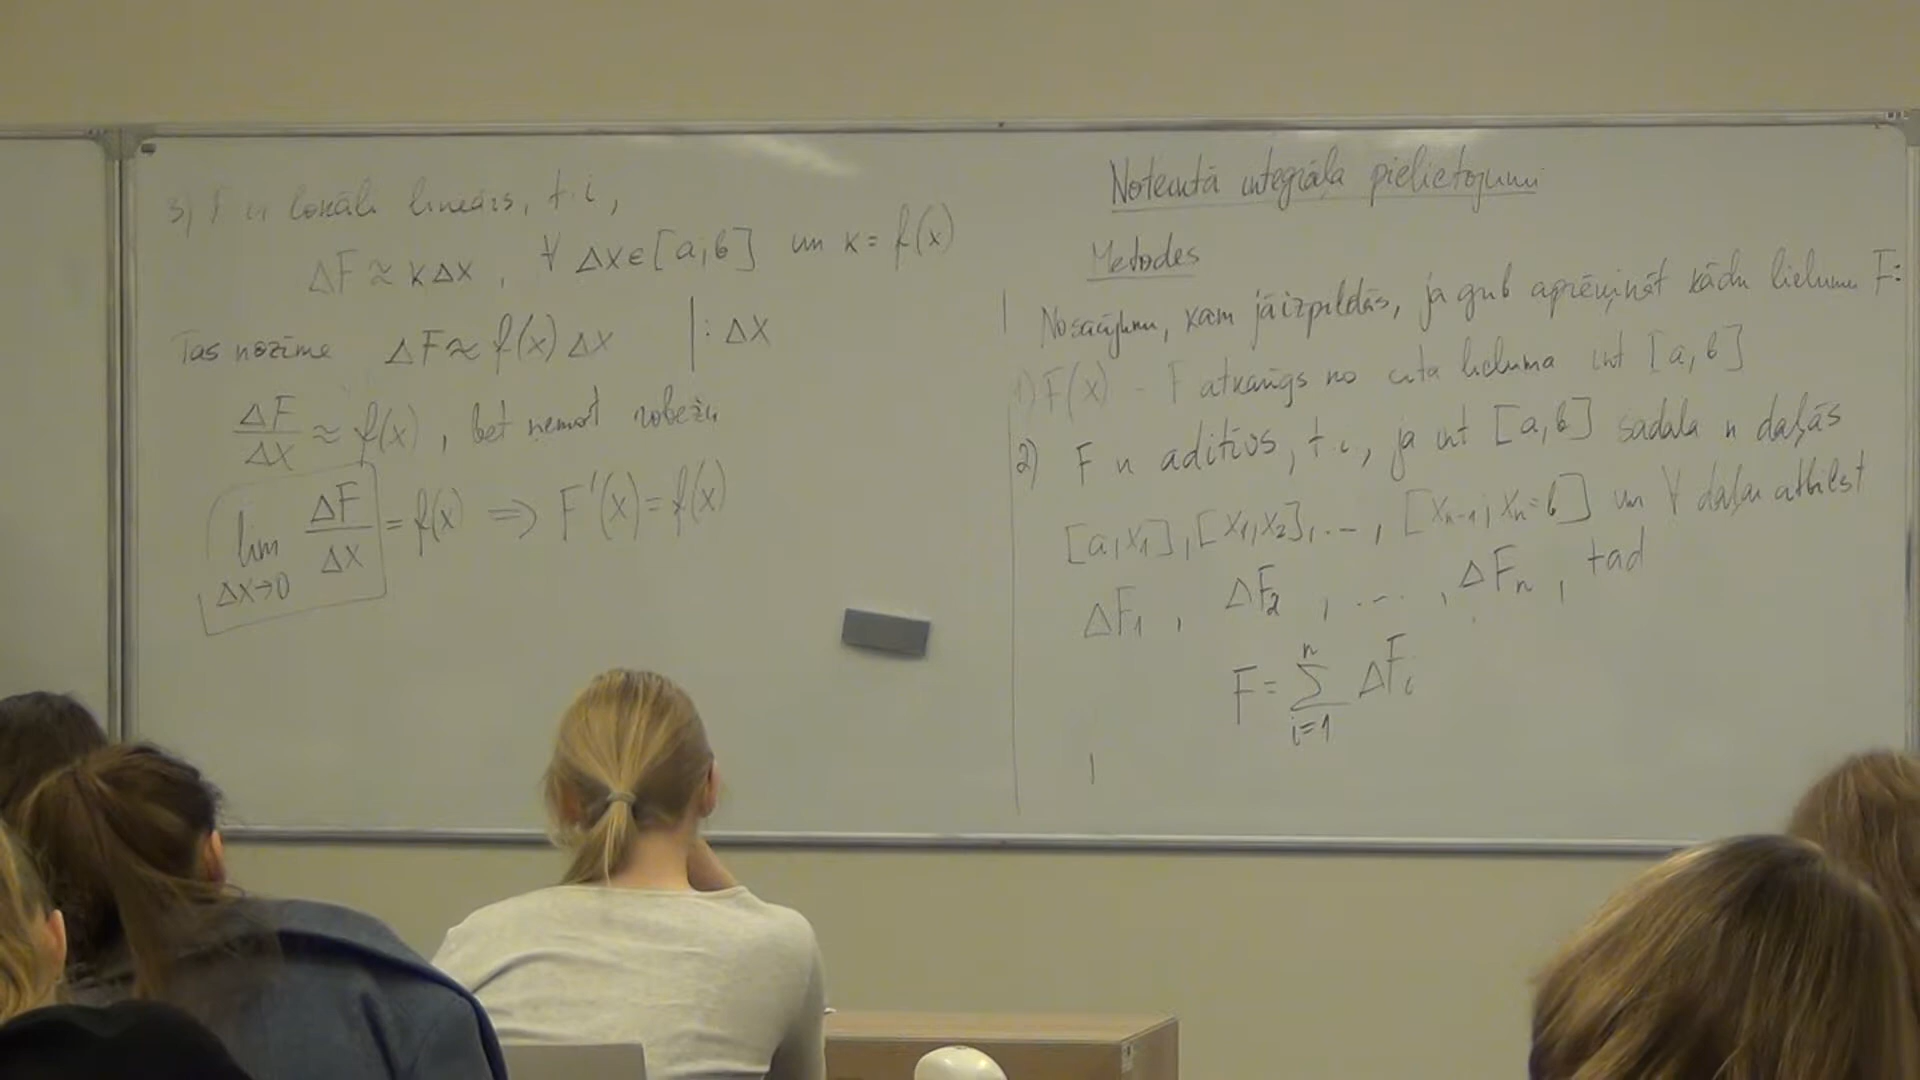 Noteiktā integrāļa pielietojumi
Metodes
Nosacījumi, kam jāizpildās, ja grib aprēķināt kādu lielumu F:
1) F(x) - F atkarīgs no cita lieluma int [a, b]
2) F ir aditīvs, t.i., ja int [a, b] sadala n daļās
[a, x₁], [x₁, x₂], ..., [xₙ₋₁; xₙ = b] un ∀ daļai atbilst
ΔF₁, ΔF₂, ..., ΔFₙ, tad
F = ∑ᵢ₌₁ⁿ ΔFᵢ
3) F ir lokāli lineārs, t.i.,
ΔF ≈ kΔx, ∀ Δx ∈ [a; b] un k = f(x)
Tas nozīmē ΔF ≈ f(x) Δx | : Δx
ΔF/Δx ≈ f(x), bet ņemot robežu
lim Δx→0 ΔF/Δx = f(x) ⇒ F'(x) = f(x)